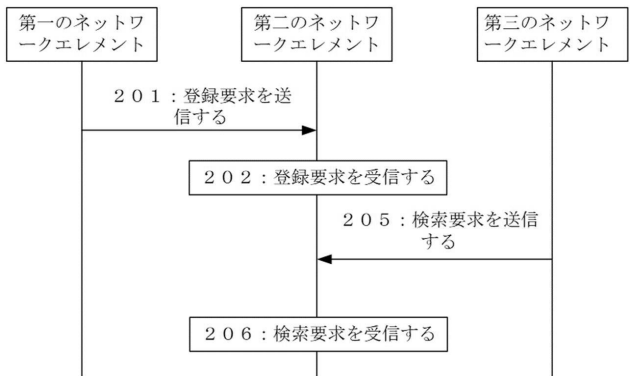 第一のネットワ
ークエレメント
第二のネットワ
ークエレメント
第三のネットワ
ークエレメント
２０１：登録要求を送
信する
２０２：登録要求を受信する
２０５：検索要求を送信
する
２０６：検索要求を受信する